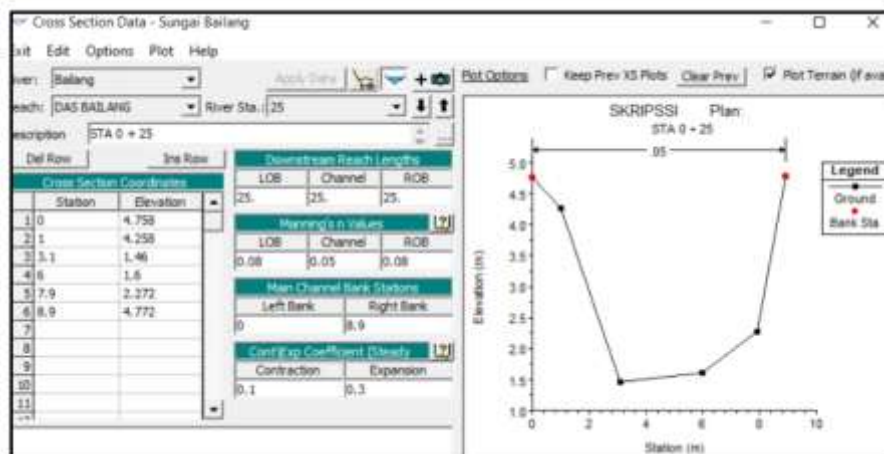 Cross Section Data - Sungai Bailang
Exit Edit Options Plot Help
River: Bailang Apply Data
Reach: DAS BAILANG River Sta.: 25
Description STA 0 + 25
Del Row Ins Row
Cross Section Coordinates
Station Elevation
1 0 4.758
2 1 4.258
3 3.1 1.46
4 6 1.6
5 7.9 2.272
6 8.9 4.772
7
8
9
10
11
Downstream Reach Lengths
LOB Channel ROB
25. 25. 25.
Manning's n Values
LOB Channel ROB
0.08 0.05 0.08
Main Channel Bank Stations
Left Bank Right Bank
0 8.9
Cont\Exp Coefficient (Steady
Contraction Expansion
0.1 0.3
Plot Options Keep Prev XS Plots Clear Prev Plot Terrain (if ava
SKRIPSSI Plan
STA 0 + 25
.05
5.0
4.5
4.0
3.5
3.0
2.5
2.0
1.5
1.0
Elevation (m)
0 2 4 6 8 10
Station (m)
Legend
Ground
Bank Sta